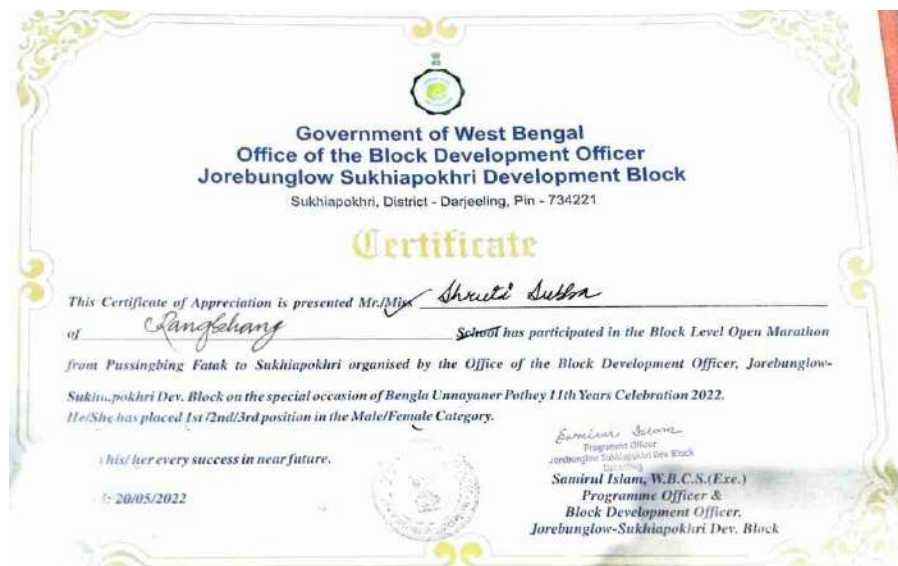 Government of West Bengal
Office of the Block Development Officer
Jorebunglow Sukhiapokhri Development Block
Sukhiapokhri, District - Darjeeling, Pin - 734221
Certificate
This Certificate of Appreciation is presented Mr./Miss Shruti Subba
of School has participated in the Block Level Open Marathon
from Pussingbing Fatak to Sukhiapokhri organised by the Office of the Block Development Officer, Jorebunglow-
Sukhiapokhri Dev. Block on the special occasion of Bengla Unnayaner Pothey 11th Years Celebration 2022.
He/She has placed 1st/2nd/3rd position in the Male/Female Category.
his/ her every success in near future.
20/05/2022
Samirul Islam
Programme Officer
Jorebunglow Sukhiapokhri Dev. Block
Darjeeling
Samirul Islam, W.B.C.S.(Exe.)
Programme Officer &
Block Development Officer,
Jorebunglow-Sukhiapokhri Dev. Block